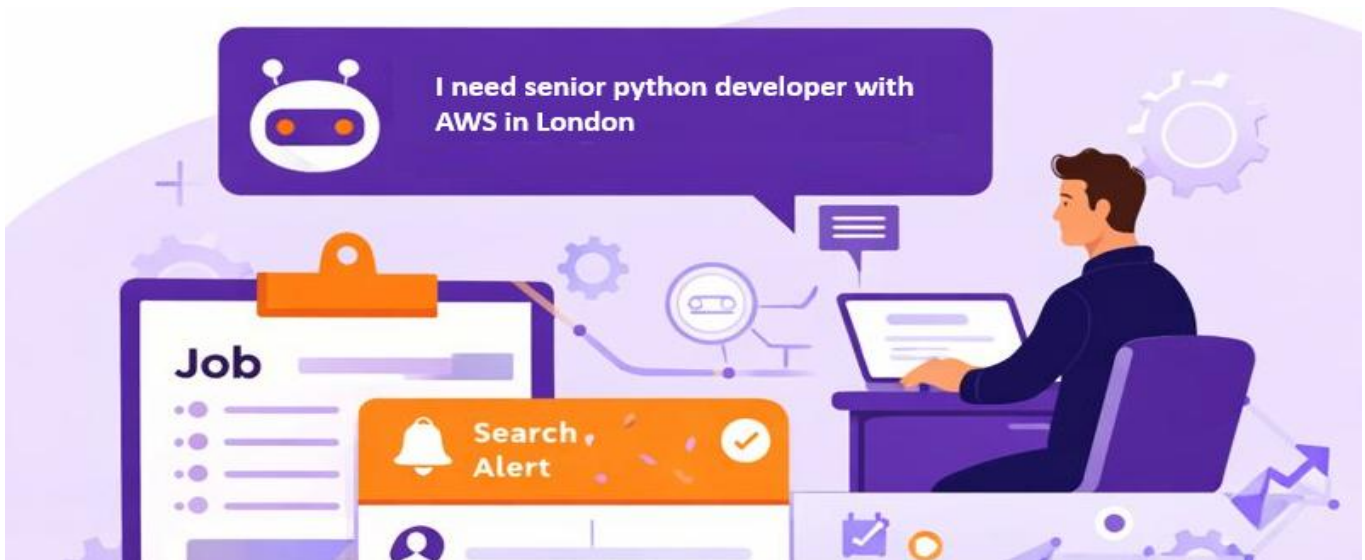 I need senior python developer with
AWS in London
Job
Search
Alert